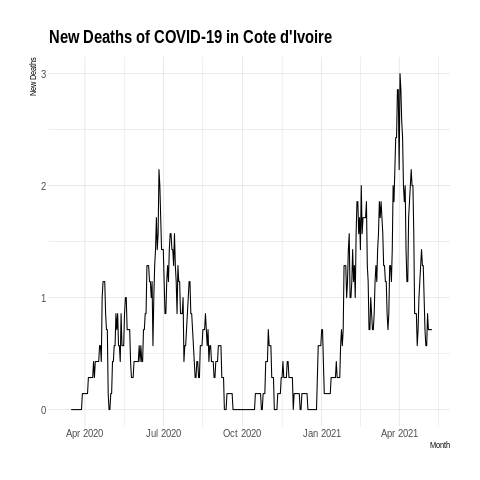 New Deaths of COVID-19 in Cote d'Ivoire
New Deaths
3
2
1
0
Apr 2020
Jul 2020
Oct 2020
Jan 2021
Apr 2021
Month